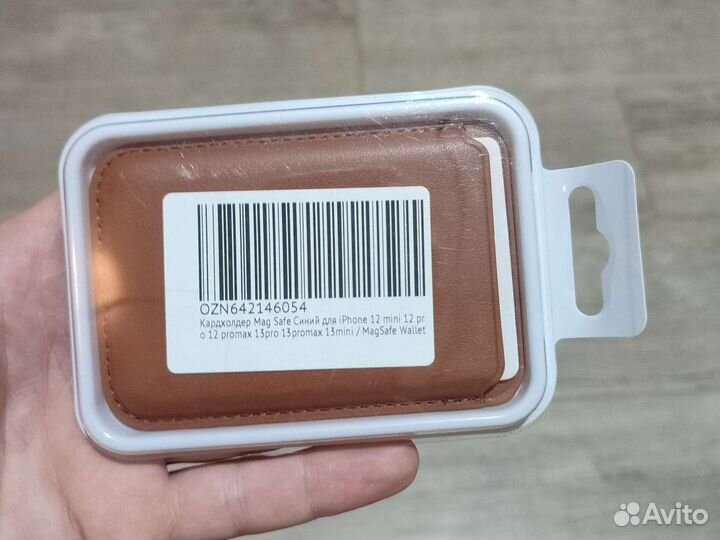 OZN642146054
Кардхолдер Mag Safe Синий для iPhone 12 mini 12 pr
o 12 promax 13pro 13promax 13mini / MagSafe Wallet
Avito